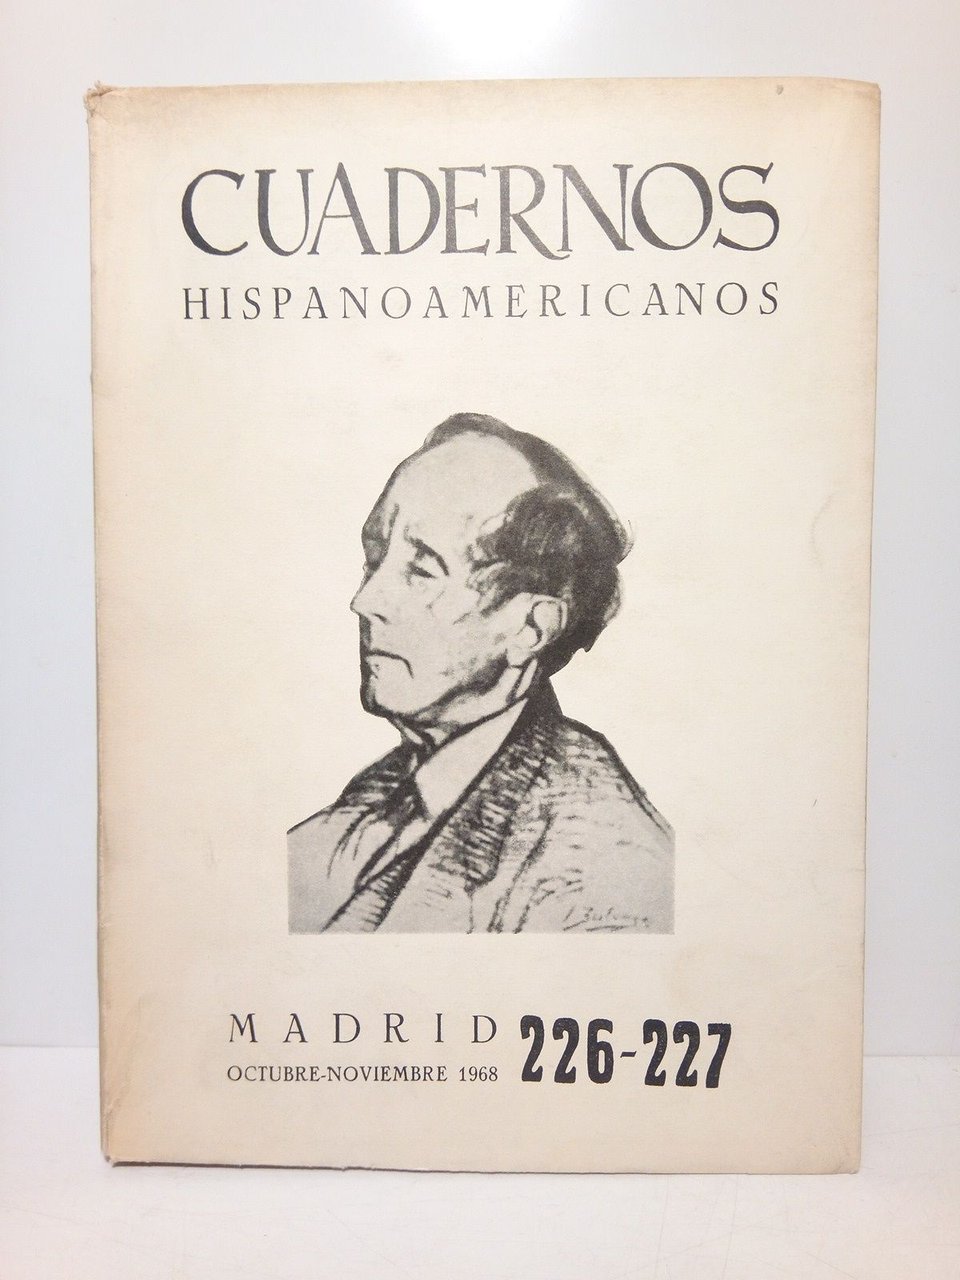 CUADERNOS
HISPANOAMERICANOS
MADRID 226-227
OCTUBRE-NOVIEMBRE 1968